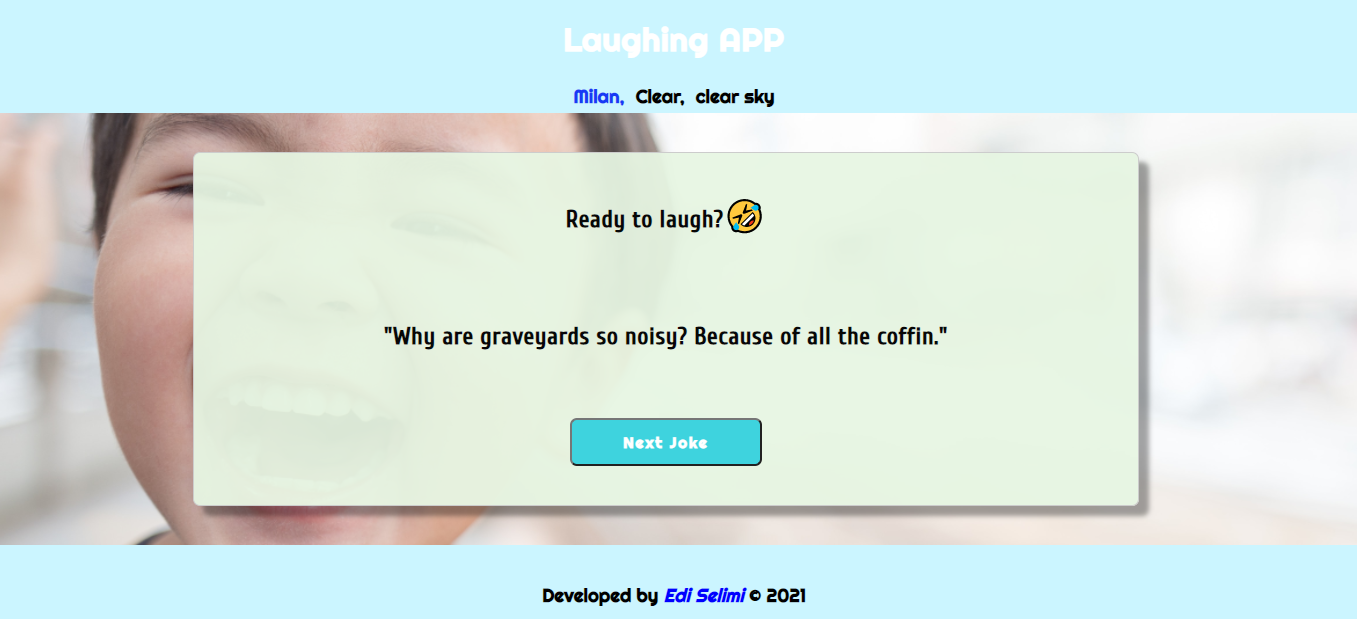 Laughing APP
Milan, Clear, clear sky
Ready to laugh?🤣
"Why are graveyards so noisy? Because of all the coffin."
Next Joke
Developed by Edi Selimi © 2021